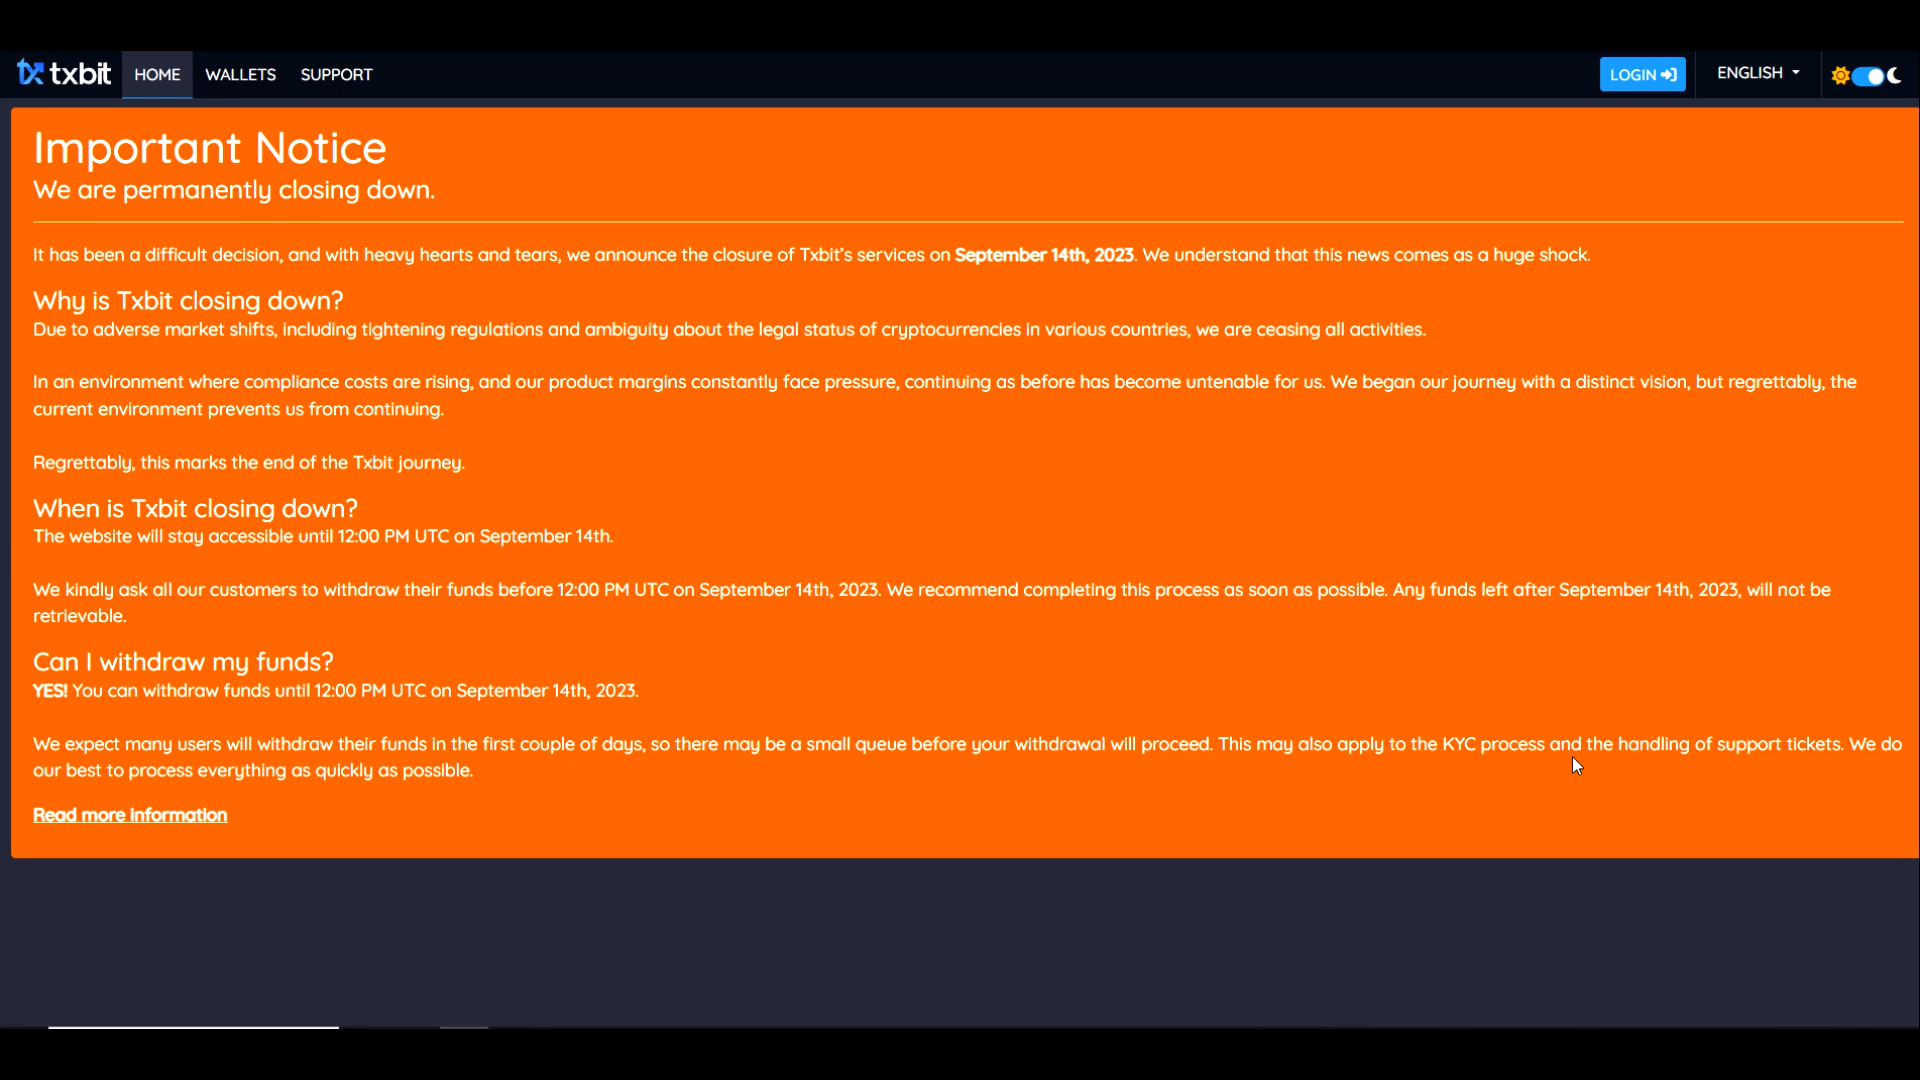 txbit HOME WALLETS SUPPORT LOGIN ENGLISH
Important Notice
We are permanently closing down.
It has been a difficult decision, and with heavy hearts and tears, we announce the closure of Txbit's services on September 14th, 2023. We understand that this news comes as a huge shock.
Why is Txbit closing down?
Due to adverse market shifts, including tightening regulations and ambiguity about the legal status of cryptocurrencies in various countries, we are ceasing all activities.
In an environment where compliance costs are rising, and our product margins constantly face pressure, continuing as before has become untenable for us. We began our journey with a distinct vision, but regrettably, the
current environment prevents us from continuing.
Regrettably, this marks the end of the Txbit journey.
When is Txbit closing down?
The website will stay accessible until 12:00 PM UTC on September 14th.
We kindly ask all our customers to withdraw their funds before 12:00 PM UTC on September 14th, 2023. We recommend completing this process as soon as possible. Any funds left after September 14th, 2023, will not be
retrievable.
Can I withdraw my funds?
YES! You can withdraw funds until 12:00 PM UTC on September 14th, 2023.
We expect many users will withdraw their funds in the first couple of days, so there may be a small queue before your withdrawal will proceed. This may also apply to the KYC process and the handling of support tickets. We do
our best to process everything as quickly as possible.
Read more information